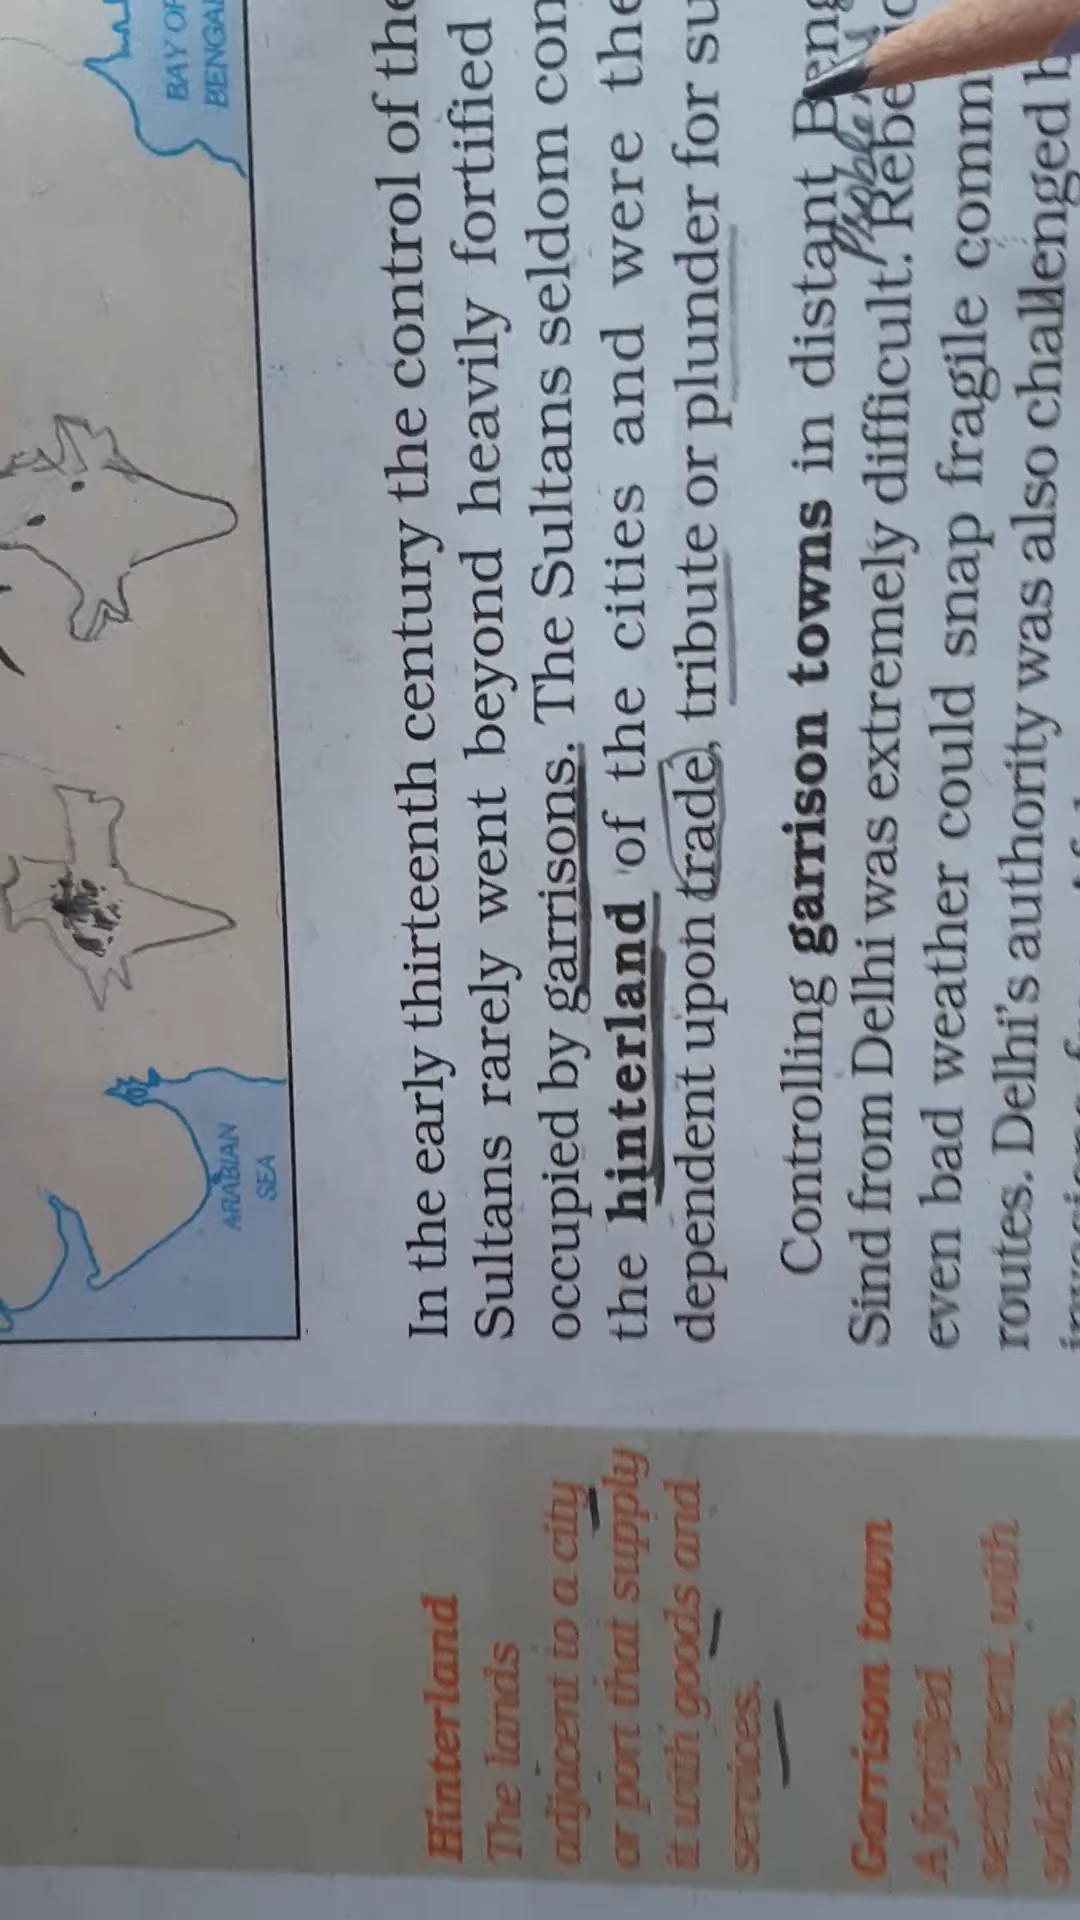 BAY OF
BENGAL
ARABIAN
SEA
In the early thirteenth century the control of the
Sultans rarely went beyond heavily fortified
occupied by garrisons. The Sultans seldom con
the hinterland of the cities and were the
dependent upon trade, tribute or plunder for su
Controlling garrison towns in distant Beng
Sind from Delhi was extremely difficult. Rebe
even bad weather could snap fragile comm
routes. Delhi's authority was also challenged b
Hinterland
The lands
adjacent to a city
or port that supply
it with goods and
services.
Garrison town
A fortified
settlement, with
soldiers.